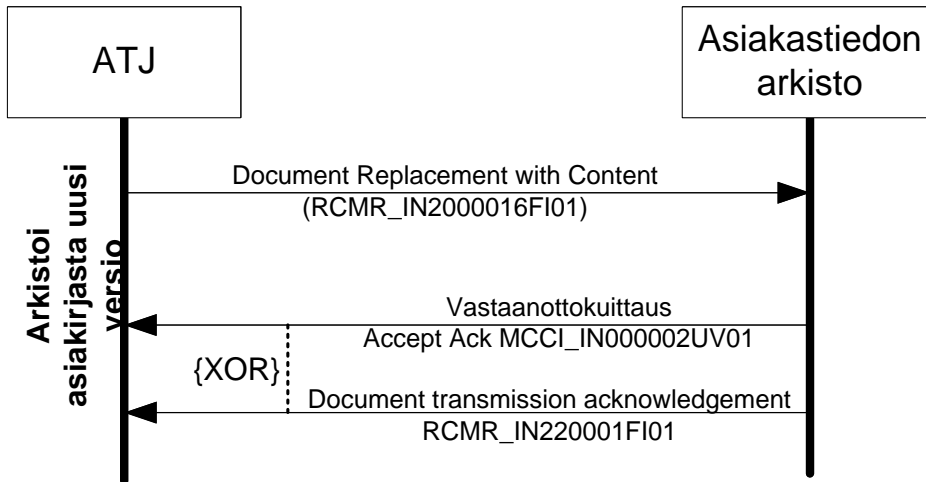 ATJ
Asiakastiedon
arkisto
Arkistoi
asiakirjasta uusi
versio
Document Replacement with Content
(RCMR_IN2000016FI01)
Vastaanottokuittaus
Accept Ack MCCI_IN000002UV01
{XOR}
Document transmission acknowledgement
RCMR_IN220001FI01